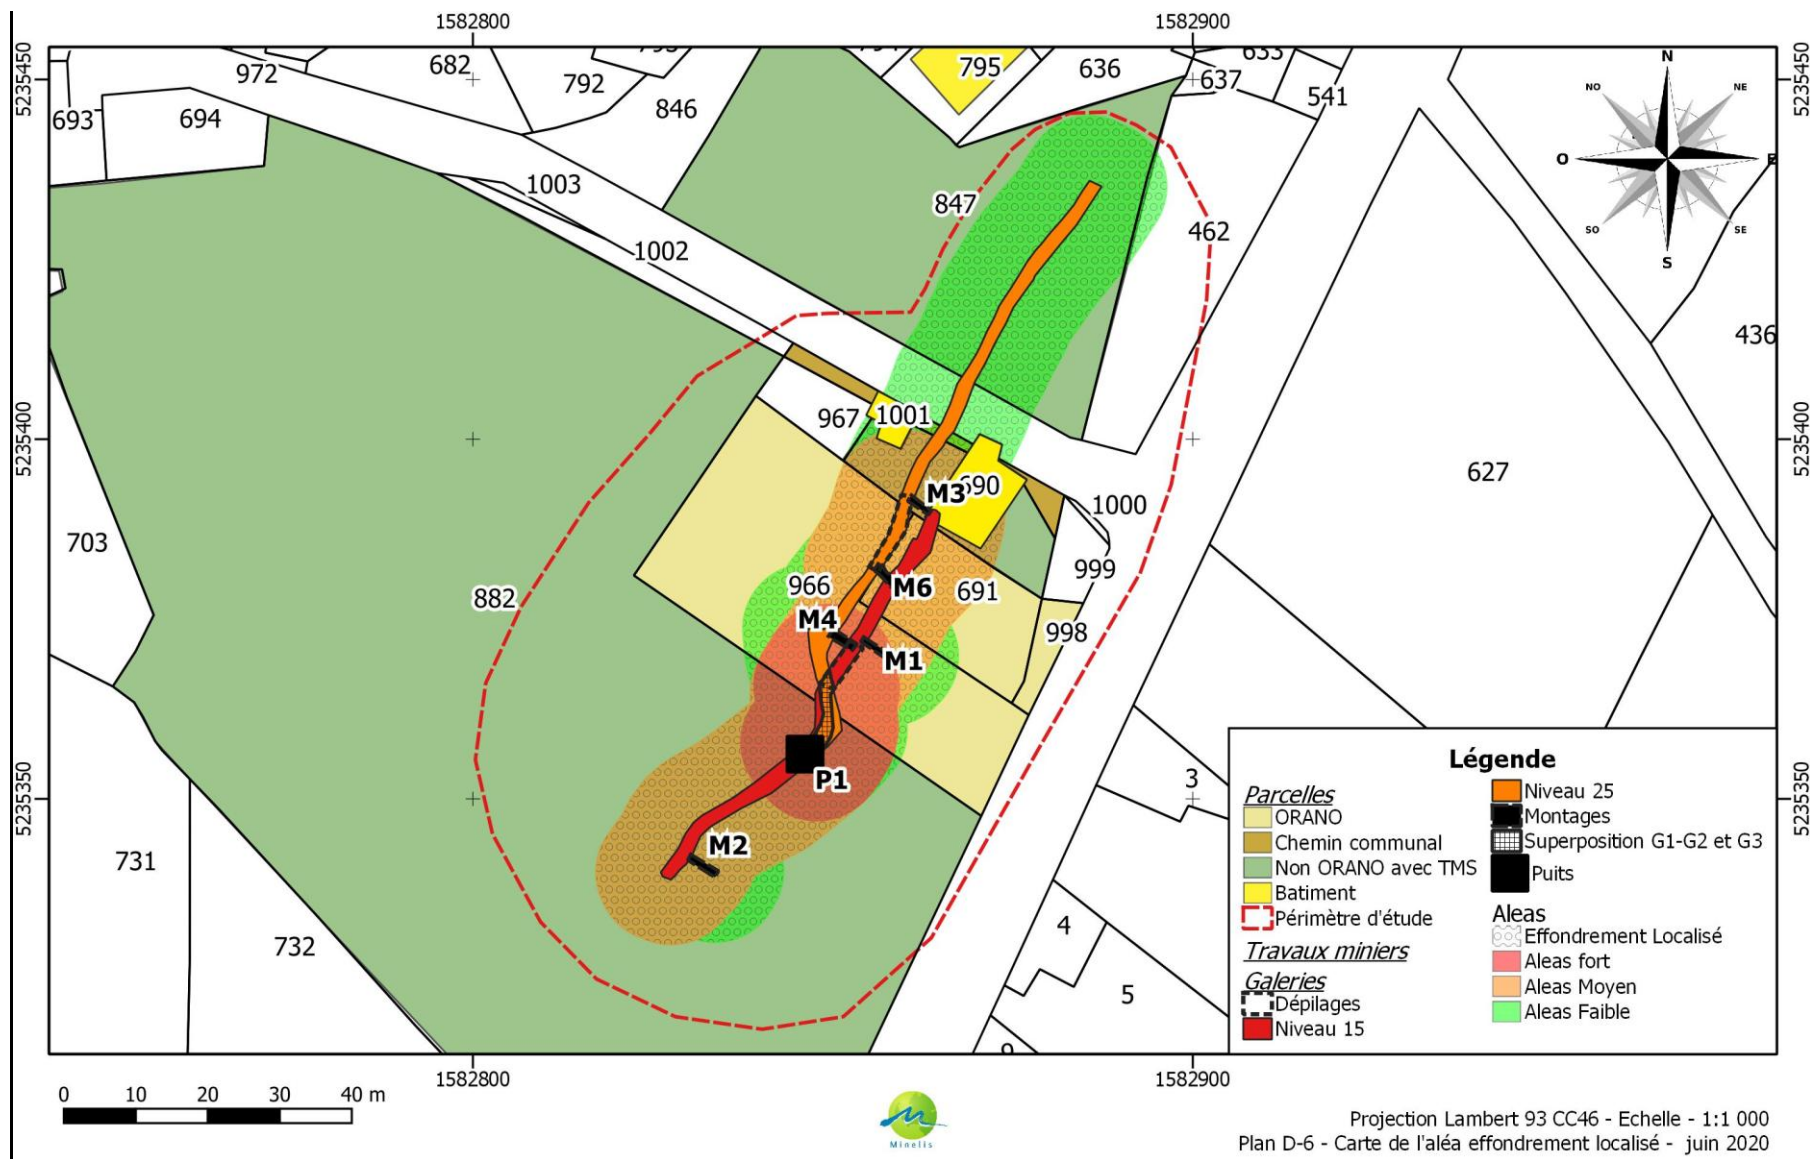 1582800
1582900
5235450
5235400
5235350
5235450
5235400
5235350
972
682
792
846
795
636
637
633
541
693
694
1003
1002
847
462
N
NO
NE
O
E
SO
SE
S
436
967
1001
690
M3
1000
627
703
882
966
M6
691
999
M4
M1
998
P1
M2
731
732
3
4
5
Légende
Parcelles
ORANO
Chemin communal
Non ORANO avec TMS
Batiment
Périmètre d'étude
Travaux miniers
Galeries
Dépilages
Niveau 15
Niveau 25
Montages
Superposition G1-G2 et G3
Puits
Aleas
Effondrement Localisé
Aleas fort
Aleas Moyen
Aleas Faible
1582800
1582900
0 10 20 30 40 m
Minelis
Projection Lambert 93 CC46 - Echelle - 1:1 000
Plan D-6 - Carte de l'aléa effondrement localisé - juin 2020